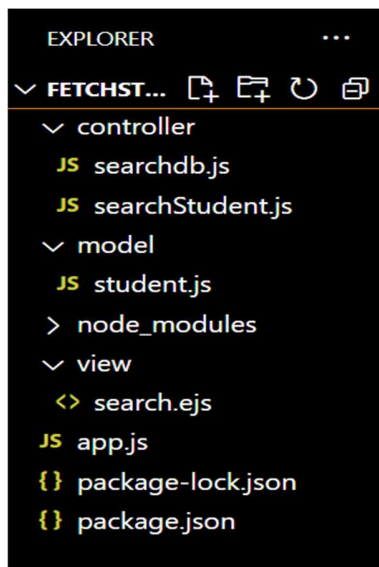 EXPLORER ...
FETCHST...
controller
JS searchdb.js
JS searchStudent.js
model
JS student.js
node_modules
view
<> search.ejs
JS app.js
{} package-lock.json
{} package.json